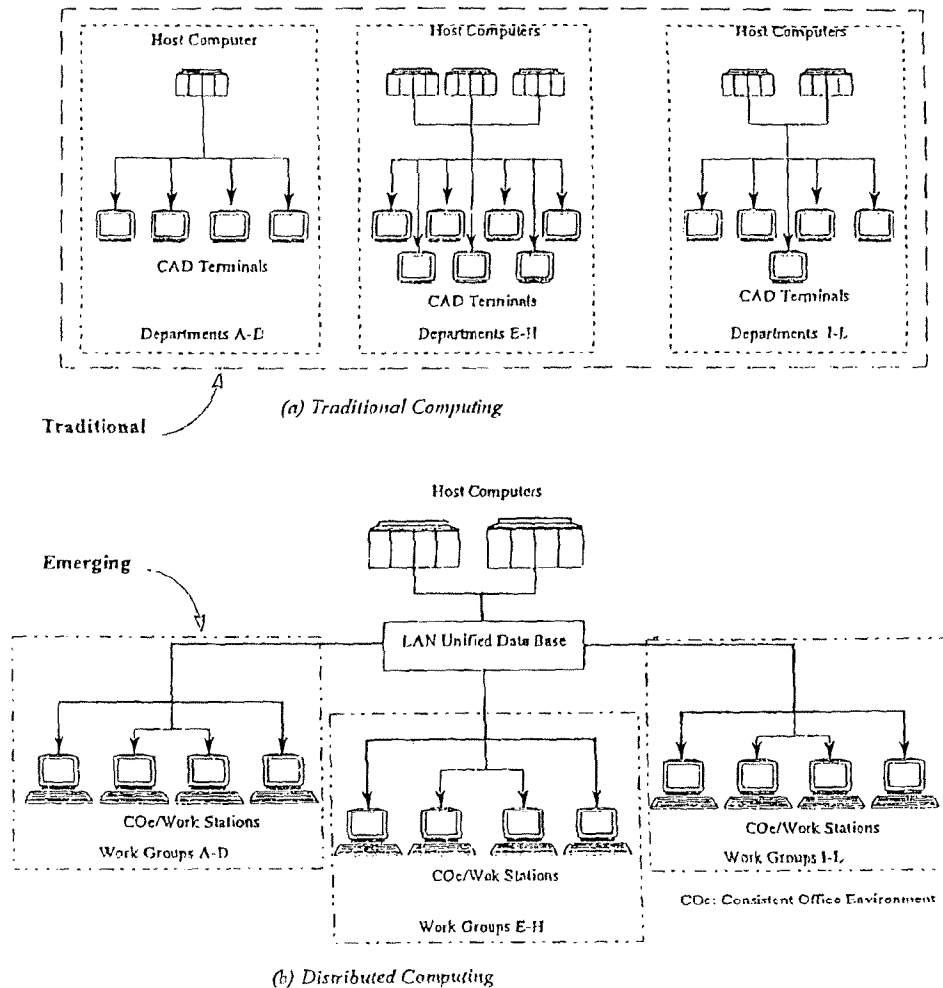 Host Computer
Host Computers
Host Computers
CAD Terminals
CAD Terminals
CAD Terminals
Departments A-D
Departments E-H
Departments I-L
(a) Traditional Computing
Traditional
Host Computers
Emerging
LAN Unified Data Base
COe/Work Stations
Work Groups A-D
COe/Wok Stations
Work Groups E-H
COe/Work Stations
Work Groups I-L
COe: Consistent Office Environment
(b) Distributed Computing